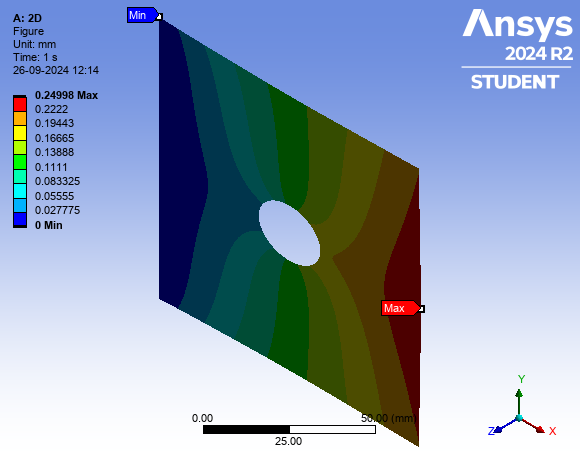 A: 2D
Figure
Unit: mm
Time: 1 s
26-09-2024 12:14
0.24998 Max
0.2222
0.19443
0.16665
0.13888
0.1111
0.083325
0.05555
0.027775
0 Min
Min
Ansys
2024 R2
STUDENT
Max
0.00
50.00 (mm)
25.00
Y
Z
X